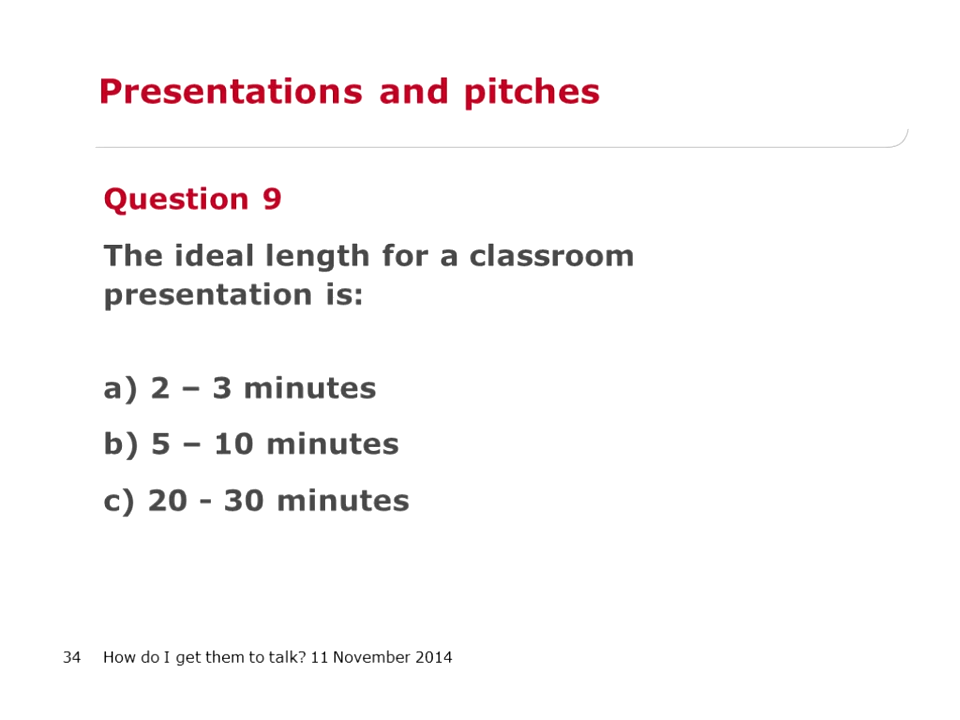 Presentations and pitches
Question 9
The ideal length for a classroom
presentation is:
a) 2 – 3 minutes
b) 5 – 10 minutes
c) 20 - 30 minutes
34 How do I get them to talk? 11 November 2014